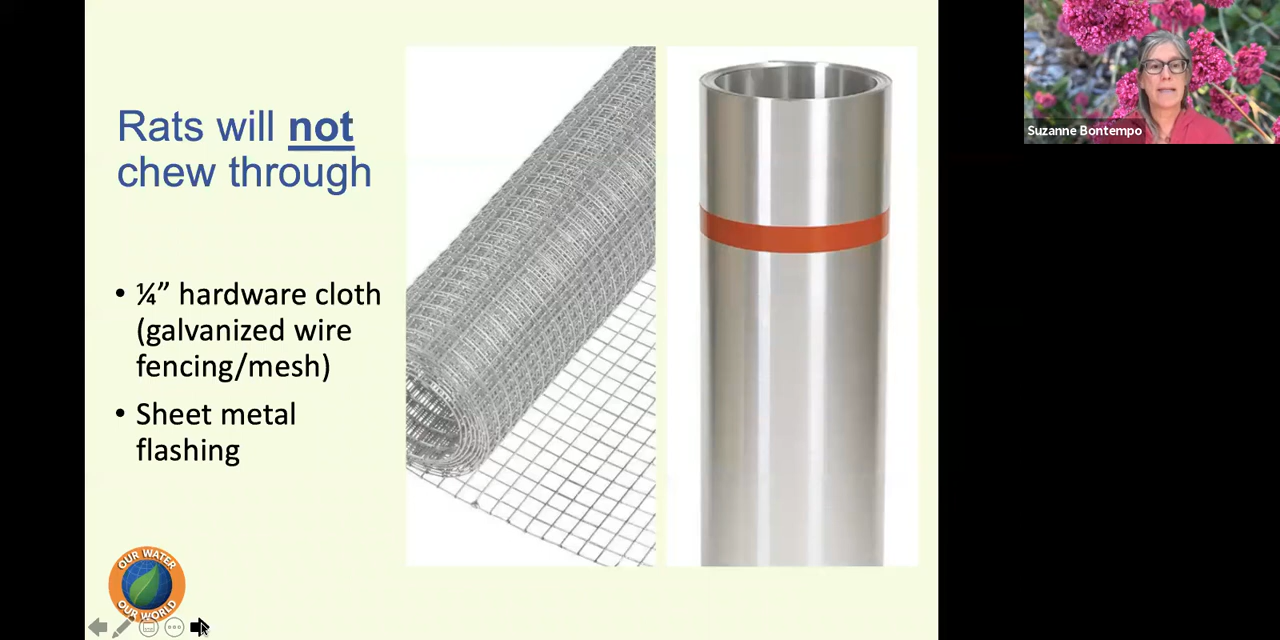 Rats will not
chew through
• ¼” hardware cloth
(galvanized wire
fencing/mesh)
• Sheet metal
flashing
OUR WATER
OUR WORLD
Suzanne Bontempo